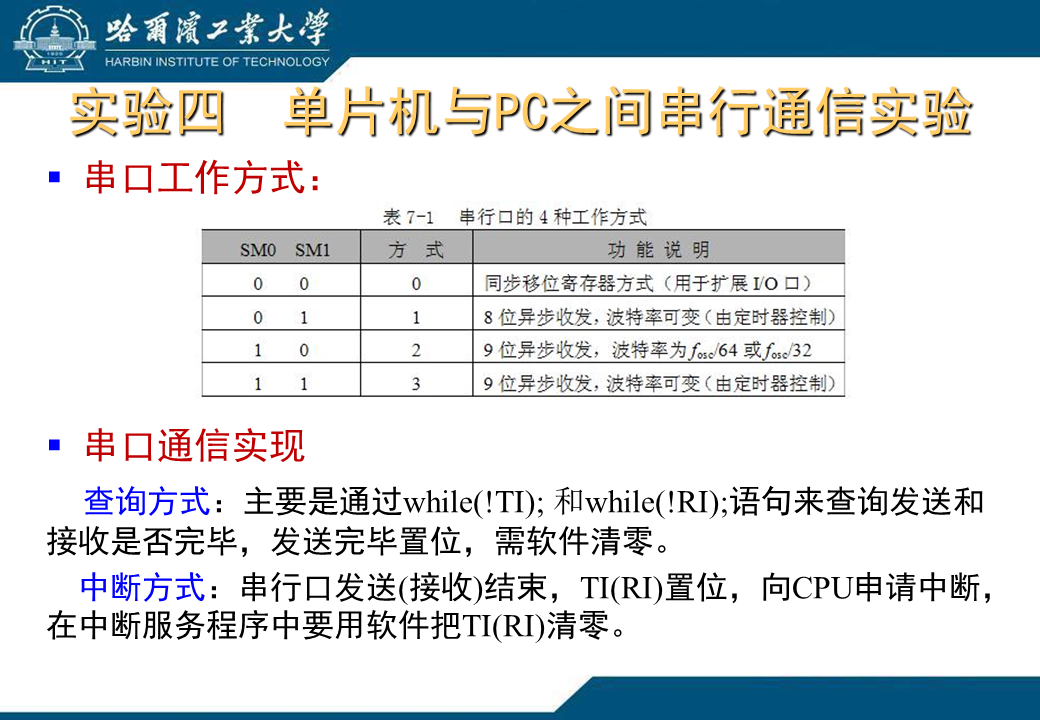 哈爾濱工業大學
HARBIN INSTITUTE OF TECHNOLOGY
HIT
实验四 单片机与PC之间串行通信实验
▪ 串口工作方式：
表 7-1 串行口的 4 种工作方式
SM0 SM1 方 式 功 能 说 明
0 0 0 同步移位寄存器方式（用于扩展 I/O 口）
0 1 1 8 位异步收发，波特率可变（由定时器控制）
1 0 2 9 位异步收发，波特率为 fosc/64 或 fosc/32
1 1 3 9 位异步收发，波特率可变（由定时器控制）
▪ 串口通信实现
查询方式：主要是通过while(!TI); 和while(!RI);语句来查询发送和
接收是否完毕，发送完毕置位，需软件清零。
中断方式：串行口发送(接收)结束，TI(RI)置位，向CPU申请中断，
在中断服务程序中要用软件把TI(RI)清零。